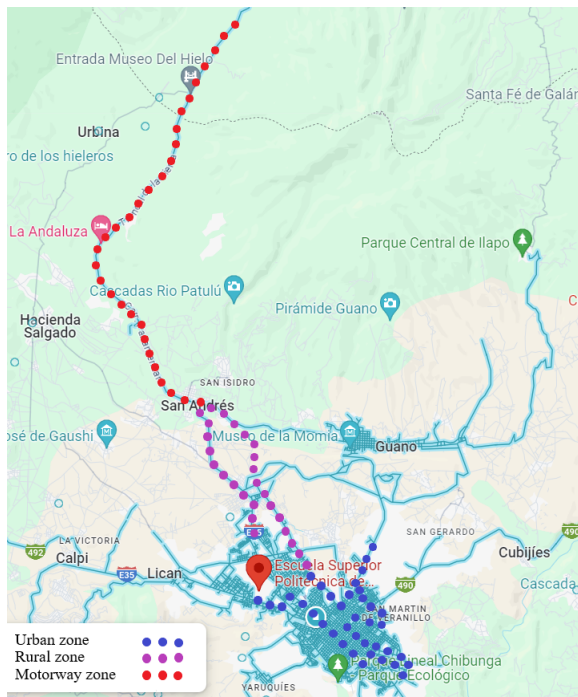 Entrada Museo Del Hielo
Santa Fé de Galán
Urbina
ro de los hieleros
La Andaluza
Parque Central de Ilapo
Cascadas Rio Patulú
Pirámide Guano
C
Hacienda
Salgado
SAN ISIDRO
San Andrés
José de Gaushi
Museo de la Momia
Guano
E35
490
492
LA VICTORIA
SAN GERARDO
Calpi
Cubijíes
Escuela Superior
Politécnica de...
E35
Lican
490
Cascada
SAN MARTIN
DE VERANILLO
Urban zone
Rural zone
Motorway zone
Parque Lineal Chibunga
Parque Ecológico
YARUQUÍES